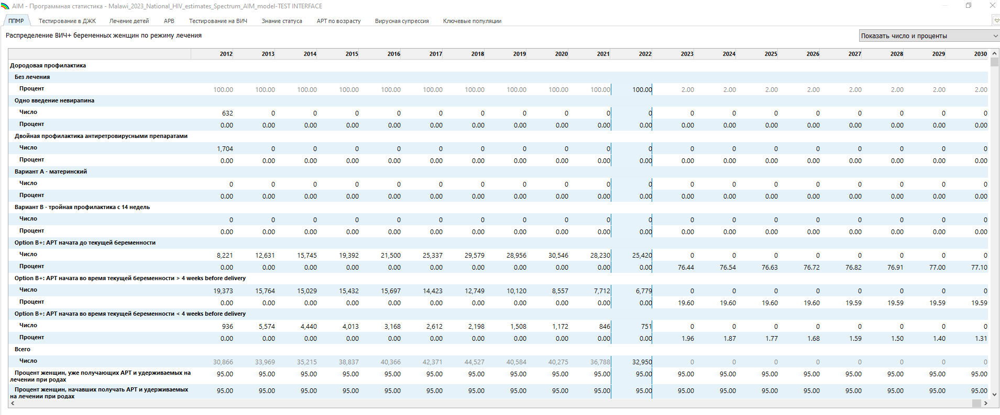 AIM - Программная статистика - Malawi_2023_National_HIV_estimates_Spectrum_AIM_model-TEST INTERFACE
ППМР Тестирование в ДЖК Лечение детей АРВ Тестирование на ВИЧ Знание статуса АРТ по возрасту Вирусная супрессия Ключевые популяции
Распределение ВИЧ+ беременных женщин по режиму лечения Показать число и проценты
2012 2013 2014 2015 2016 2017 2018 2019 2020 2021 2022 2023 2024 2025 2026 2027 2028 2029 2030
Дородовая профилактика
Без лечения
Процент 100.00 100.00 100.00 100.00 100.00 100.00 100.00 100.00 100.00 100.00 100.00 2.00 2.00 2.00 2.00 2.00 2.00 2.00 2.00
Одно введение невирапина
Число 632 0 0 0 0 0 0 0 0 0 0 0 0 0 0 0 0 0 0
Процент 0.00 0.00 0.00 0.00 0.00 0.00 0.00 0.00 0.00 0.00 0.00 0.00 0.00 0.00 0.00 0.00 0.00 0.00 0.00
Двойная профилактика антиретровирусными препаратами
Число 1,704 0 0 0 0 0 0 0 0 0 0 0 0 0 0 0 0 0 0
Процент 0.00 0.00 0.00 0.00 0.00 0.00 0.00 0.00 0.00 0.00 0.00 0.00 0.00 0.00 0.00 0.00 0.00 0.00 0.00
Вариант А - материнский
Число 0 0 0 0 0 0 0 0 0 0 0 0 0 0 0 0 0 0 0
Процент 0.00 0.00 0.00 0.00 0.00 0.00 0.00 0.00 0.00 0.00 0.00 0.00 0.00 0.00 0.00 0.00 0.00 0.00 0.00
Вариант В - тройная профилактика с 14 недель
Число 0 0 0 0 0 0 0 0 0 0 0 0 0 0 0 0 0 0 0
Процент 0.00 0.00 0.00 0.00 0.00 0.00 0.00 0.00 0.00 0.00 0.00 0.00 0.00 0.00 0.00 0.00 0.00 0.00 0.00
Option B+: АРТ начата до текущей беременности
Число 8,221 12,631 15,745 19,392 21,500 25,337 29,579 28,956 30,546 28,230 25,420 0 0 0 0 0 0 0 0
Процент 0.00 0.00 0.00 0.00 0.00 0.00 0.00 0.00 0.00 0.00 0.00 76.44 76.54 76.63 76.72 76.82 76.91 77.00 77.10
Option B+: АРТ начата во время текущей беременности > 4 weeks before delivery
Число 19,373 15,764 15,029 15,432 15,697 14,423 12,749 10,120 8,557 7,712 6,779 0 0 0 0 0 0 0 0
Процент 0.00 0.00 0.00 0.00 0.00 0.00 0.00 0.00 0.00 0.00 0.00 19.60 19.60 19.60 19.60 19.59 19.59 19.59 19.59
Option B+: АРТ начата во время текущей беременности < 4 weeks before delivery
Число 936 5,574 4,440 4,013 3,168 2,612 2,198 1,508 1,172 846 751 0 0 0 0 0 0 0 0
Процент 0.00 0.00 0.00 0.00 0.00 0.00 0.00 0.00 0.00 0.00 0.00 1.96 1.87 1.77 1.68 1.59 1.50 1.40 1.31
Всего
Число 30,866 33,969 35,215 38,837 40,366 42,371 44,527 40,584 40,275 36,788 32,950 0 0 0 0 0 0 0 0
Процент женщин, уже получающих АРТ и удерживаемых на
лечении при родах 95.00 95.00 95.00 95.00 95.00 95.00 95.00 95.00 95.00 95.00 95.00 95.00 95.00 95.00 95.00 95.00 95.00 95.00 95.00
Процент женщин, начавших получать АРТ и удерживаемых
на лечении при родах 95.00 95.00 95.00 95.00 95.00 95.00 95.00 95.00 95.00 95.00 95.00 95.00 95.00 95.00 95.00 95.00 95.00 95.00 95.00